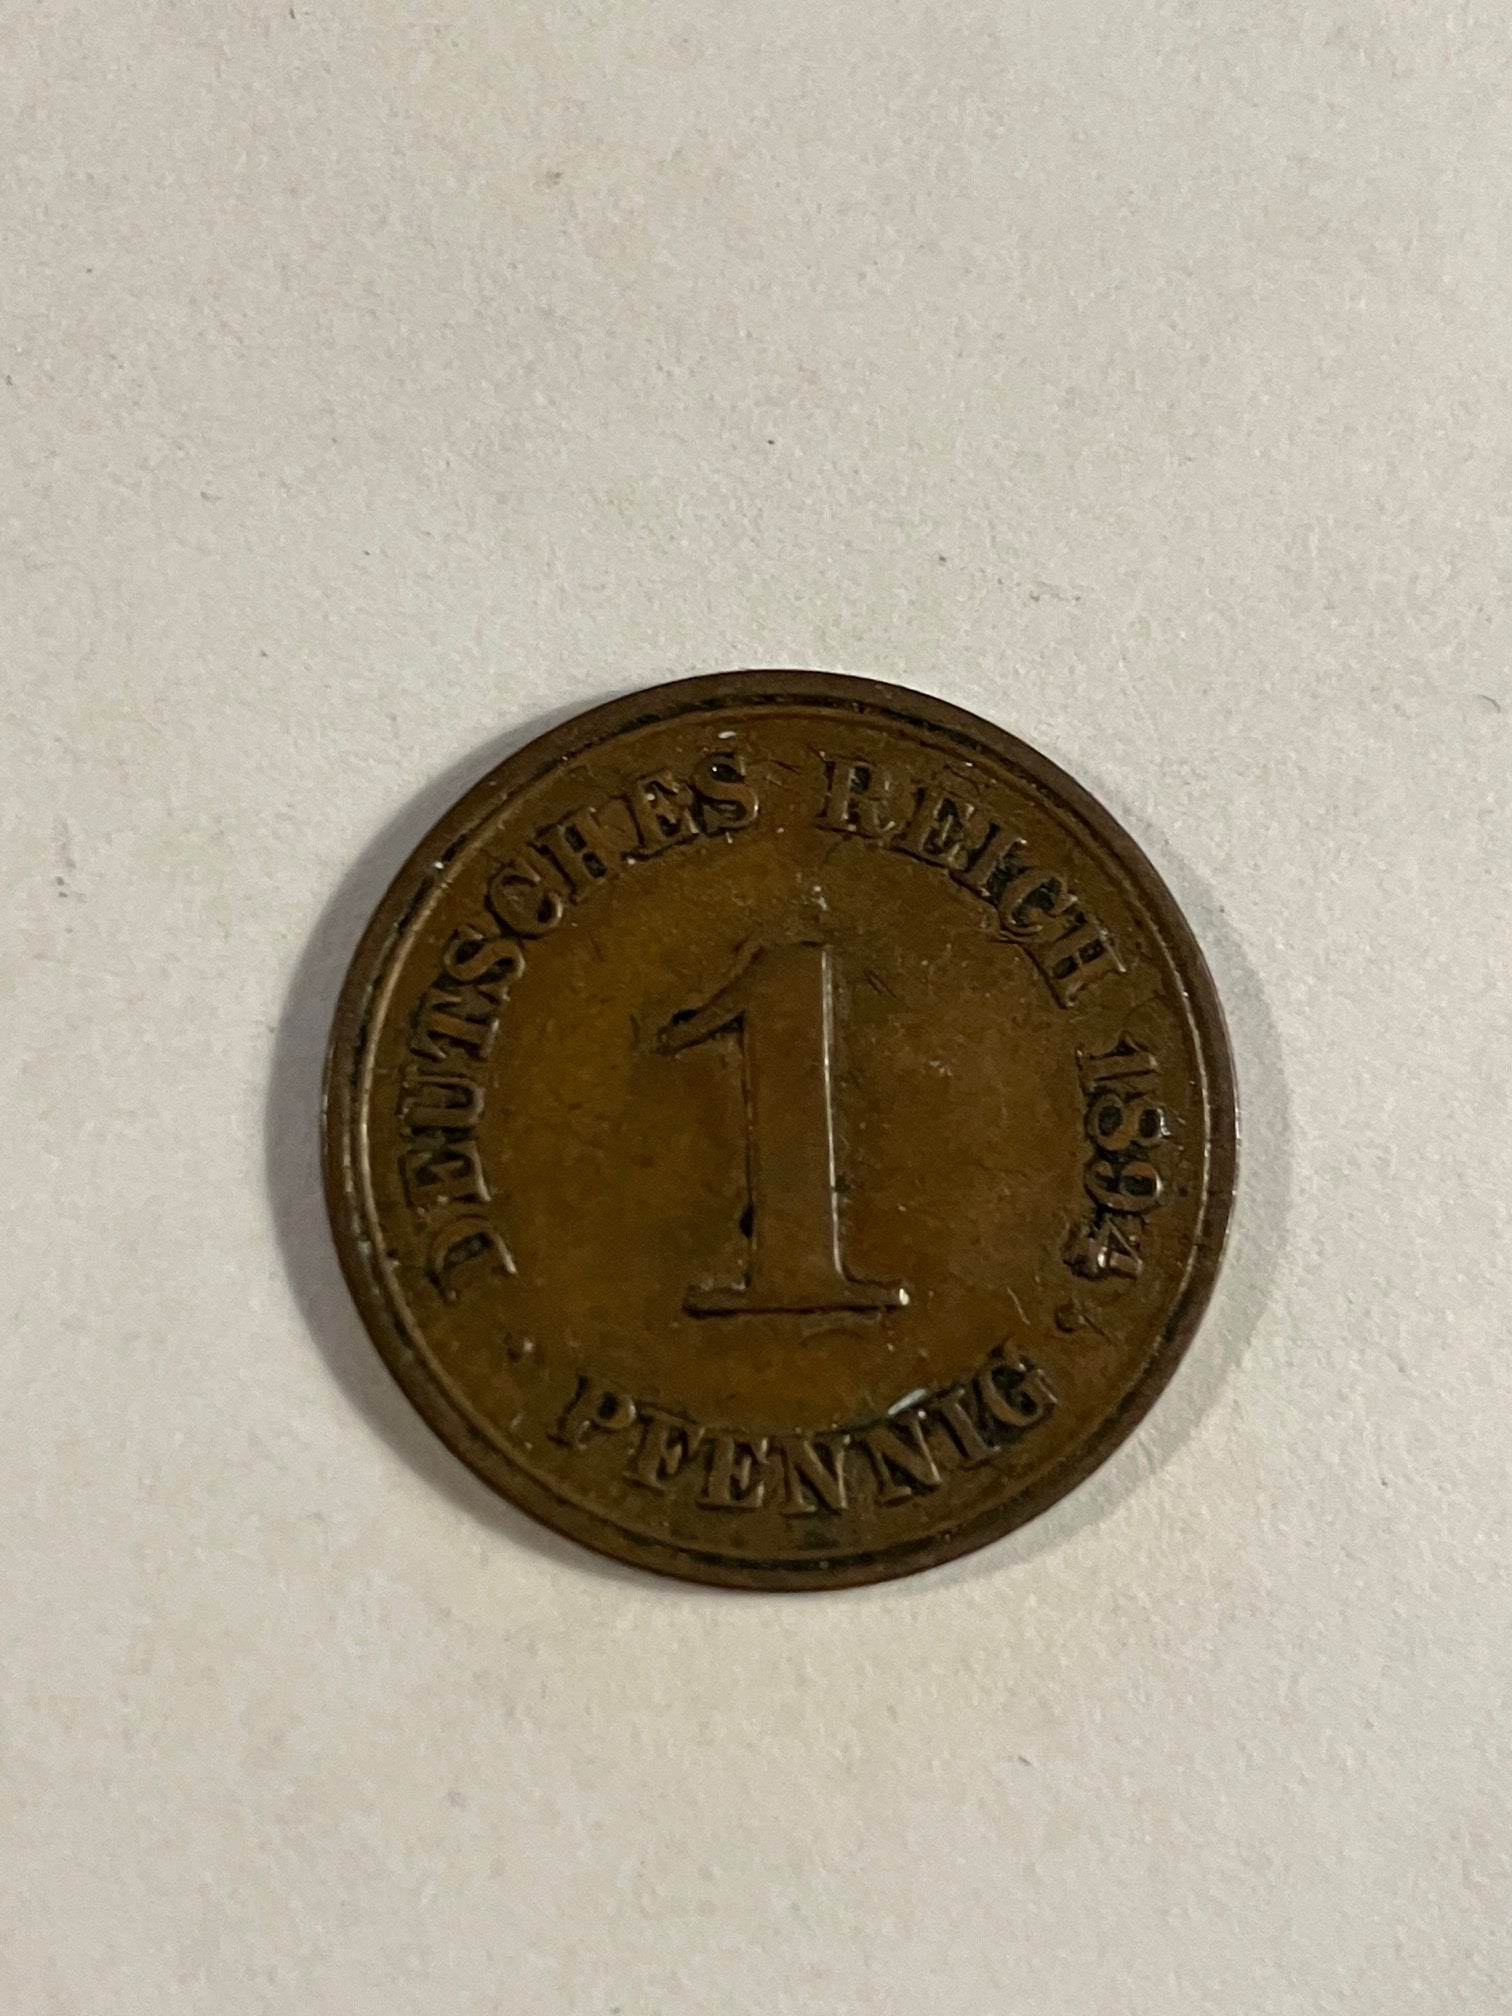 DEUTSCHES REICH 1894
1
PFENNIG